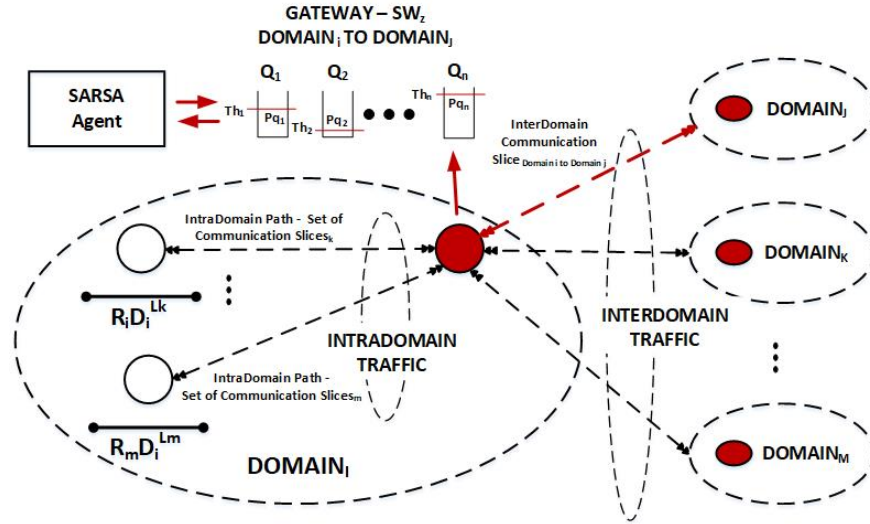 GATEWAY – SWz
DOMAINi TO DOMAINJ
SARSA
Agent
Q1
Q2
Qn
Th1
Pq1
Th2
Pq2
Thn
Pqn
InterDomain
Communication
Slice Domain i to Domain j
DOMAINJ
IntraDomain Path - Set of
Communication Slicesk
DOMAINK
RiDiLk
INTRADOMAIN
TRAFFIC
INTERDOMAIN
TRAFFIC
IntraDomain Path -
Set of Communication Slicesm
RmDiLm
DOMAINI
DOMAINM